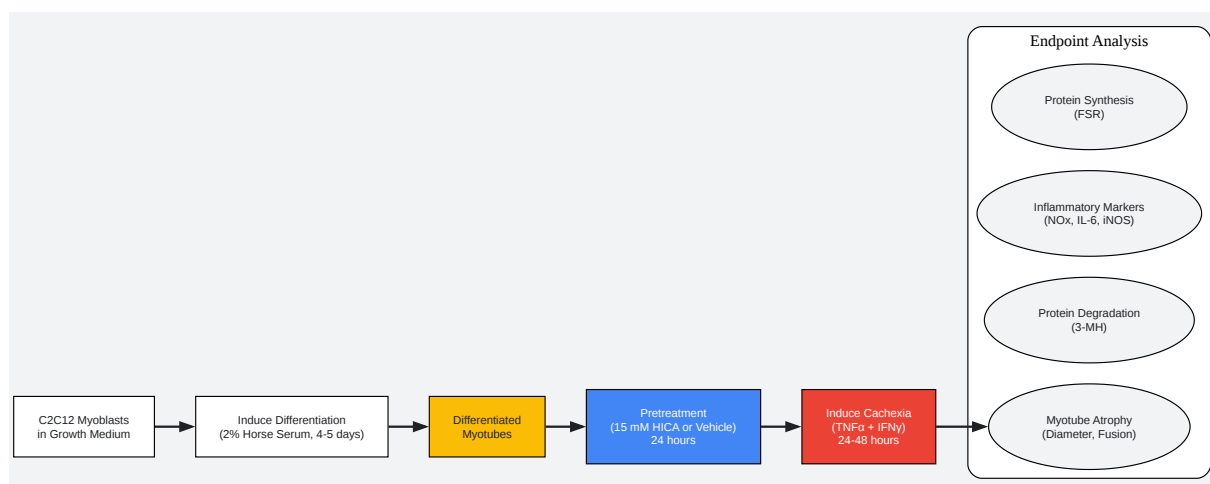 Endpoint Analysis
Protein Synthesis
(FSR)
Inflammatory Markers
(NOx, IL-6, iNOS)
Protein Degradation
(3-MH)
C2C12 Myoblasts
in Growth Medium
Induce Differentiation
(2% Horse Serum, 4-5 days)
Differentiated
Myotubes
Pretreatment
(15 mM HICA or Vehicle)
24 hours
Induce Cachexia
(TNFα + IFNγ)
24-48 hours
Myotube Atrophy
(Diameter, Fusion)